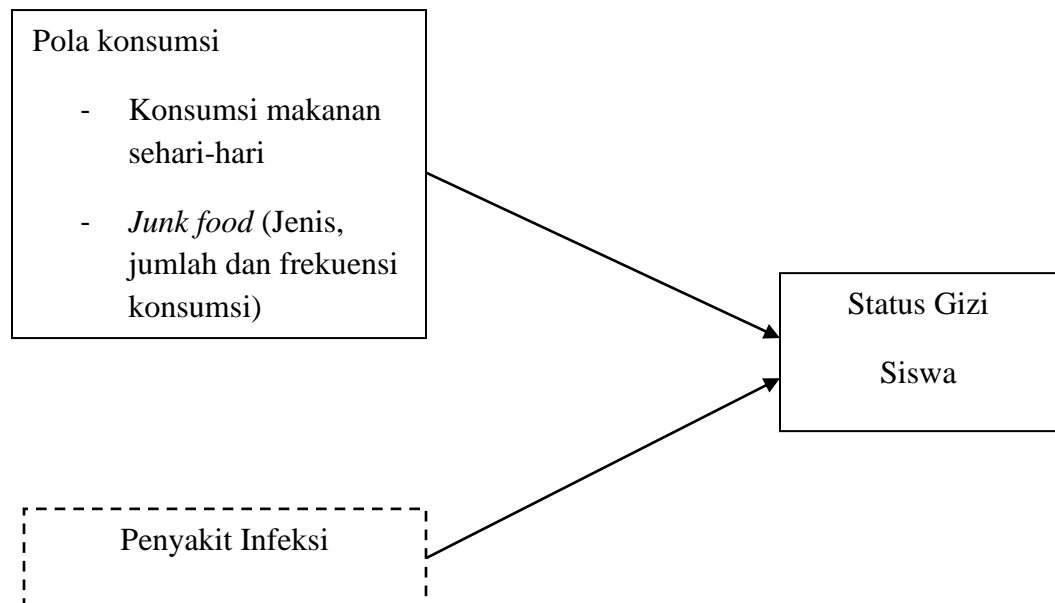 Pola konsumsi
- Konsumsi makanan
sehari-hari
- Junk food (Jenis,
jumlah dan frekuensi
konsumsi)
Status Gizi
Siswa
Penyakit Infeksi